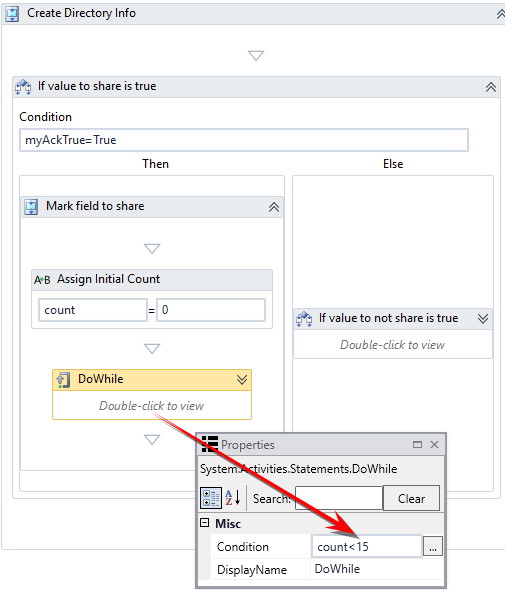 Create Directory Info
If value to share is true
Condition
myAckTrue=True
Then
Else
Mark field to share
A+B Assign Initial Count
count = 0
If value to not share is true
Double-click to view
DoWhile
Double-click to view
Properties
System.Activities.Statements.DoWhile
A Z Search: Clear
Misc
Condition count<15 ...
DisplayName DoWhile